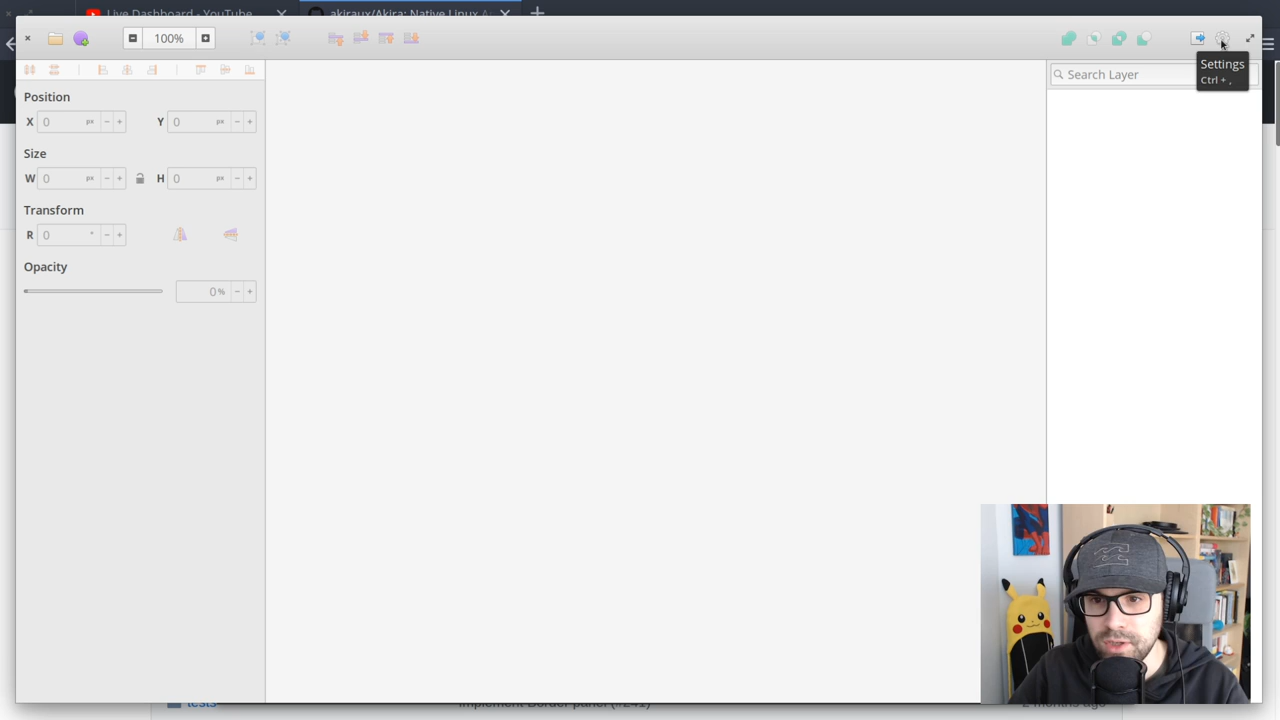 Live Dashboard - YouTube
akiraux/Akira: Native Linux A
100%
Settings
Ctrl + ,
Search Layer
Position
X 0 px − +
Y 0 px − +
Size
W 0 px − +
H 0 px − +
Transform
R 0 ° − +
Opacity
0 % − +
tests
Implement Border panel (#241)
2 months ago